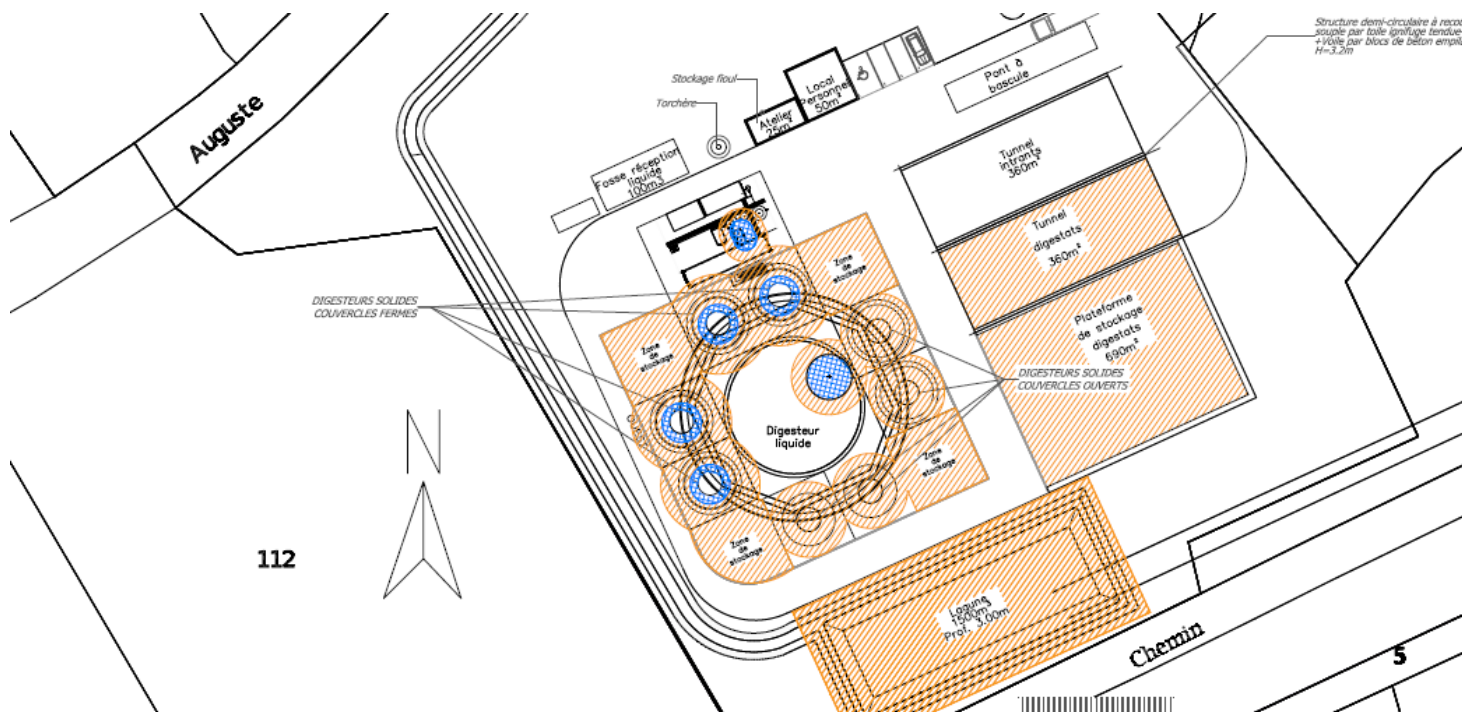 Structure demi-circulaire à
souple par toile ignifuge tendue
+Voile par blocs de béton
H=3.2m
Auguste
Stockage fioul
Torchère
Local
Personnel
50m²
Atelier
25m²
Pont à
bascule
Fosse réception
liquide
100m3
Tunnel
intrants
360m²
Tunnel
digestats
360m²
Plateforme
de stockage
digestats
690m²
Zone
de
stockage
DIGESTEURS SOLIDES
COUVERCLES FERMES
Zone
de
stockage
DIGESTEURS SOLIDES
COUVERCLES OUVERTS
Digesteur
liquide
Zone
de
stockage
N
Zone
de
stockage
112
Lagune
1500m³
Prof. 3.00m
Chemin
5